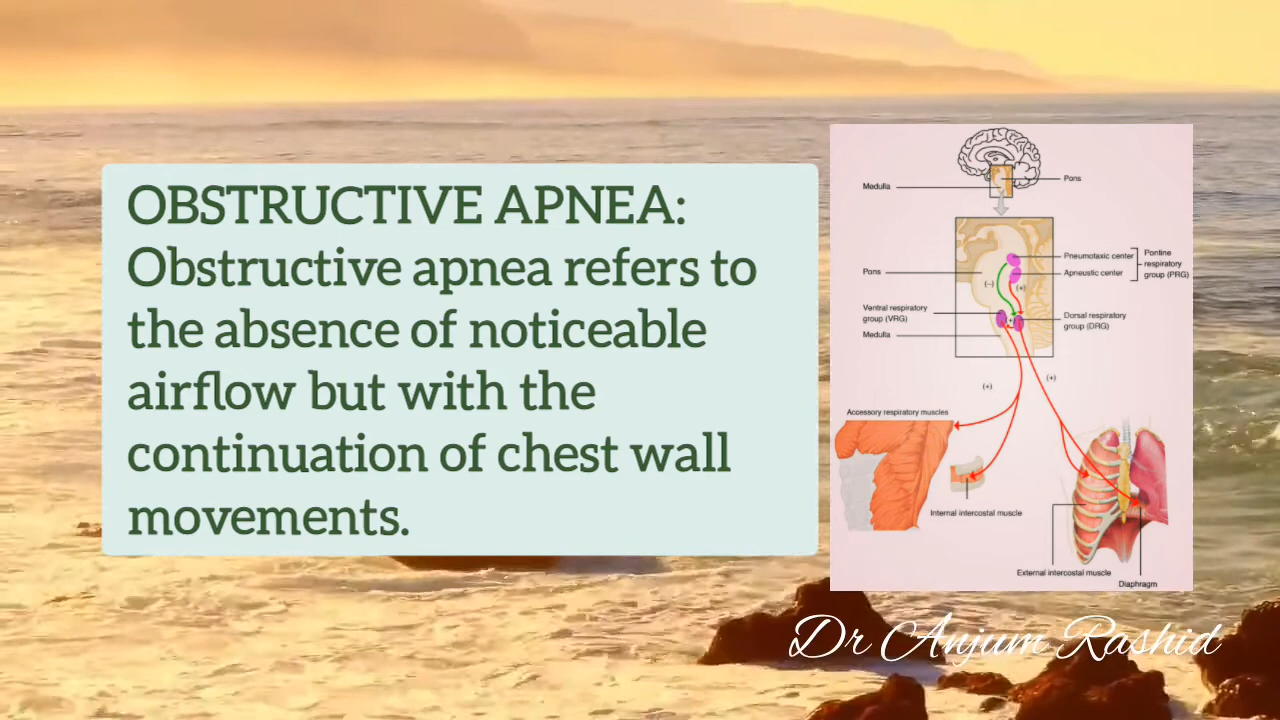 OBSTRUCTIVE APNEA:
Obstructive apnea refers to
the absence of noticeable
airflow but with the
continuation of chest wall
movements.
Medulla
Pons
Pons
Pneumotaxic center
Apneustic center
Pontine
respiratory
group (PRG)
(−)
(+)
Ventral respiratory
group (VRG)
Medulla
(+)
Dorsal respiratory
group (DRG)
(+)
(+)
Accessory respiratory muscles
Internal intercostal muscle
External intercostal muscle
Diaphragm
Dr Anjum Rashid